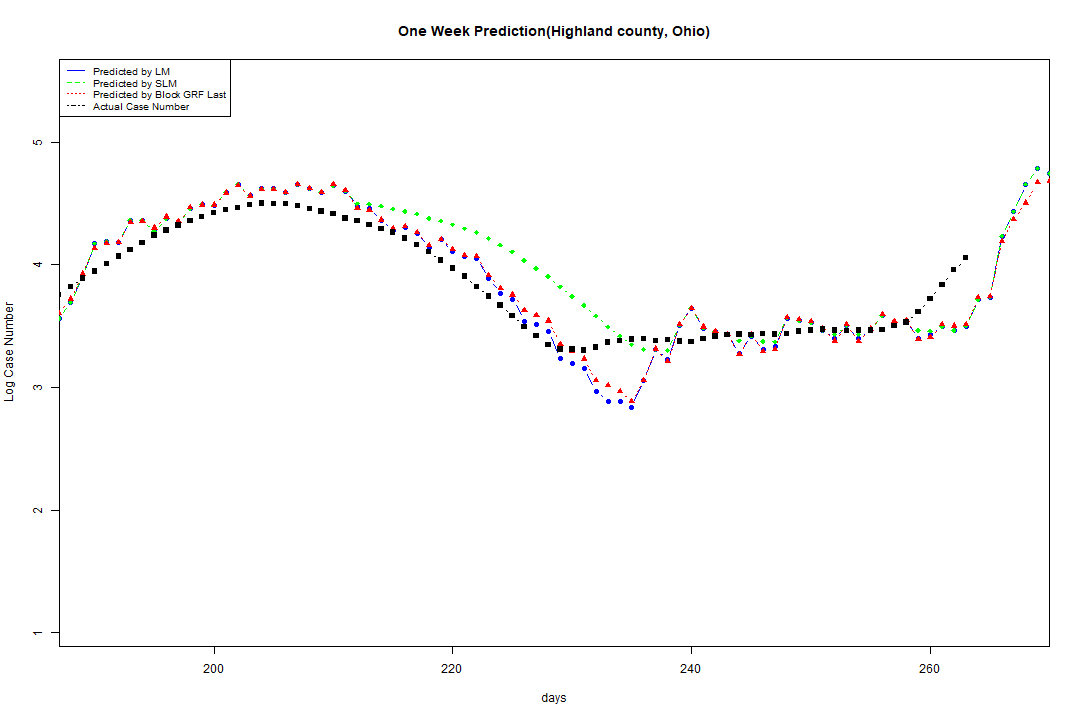 One Week Prediction(Highland county, Ohio)
Predicted by LM
Predicted by SLM
Predicted by Block GRF Last
Actual Case Number
5
4
3
2
1
Log Case Number
200
220
240
260
days